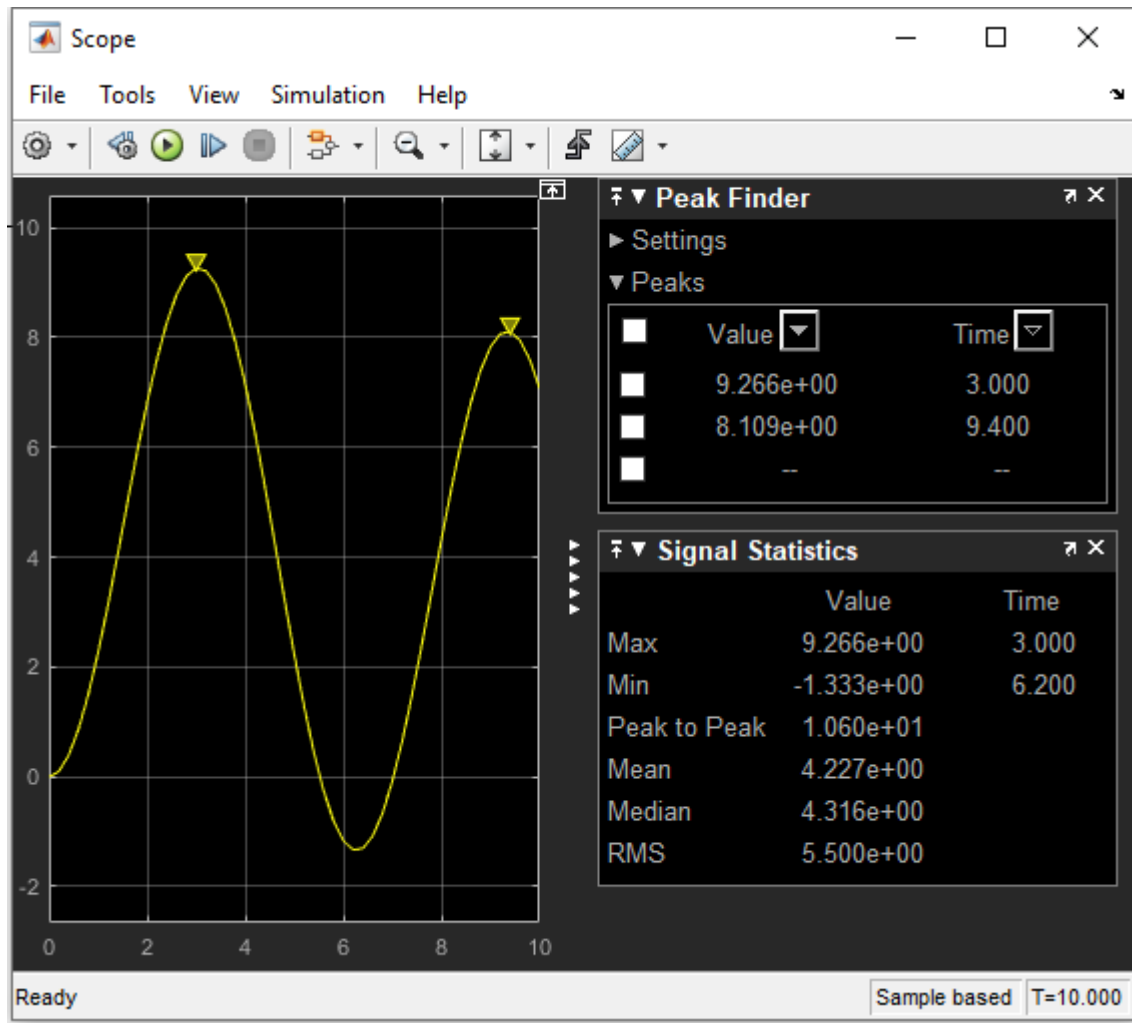 Scope
File Tools View Simulation Help
10
8
6
4
2
0
-2
0 2 4 6 8 10
Peak Finder
Settings
Peaks
Value Time
9.266e+00 3.000
8.109e+00 9.400
-- --
Signal Statistics
Value Time
Max 9.266e+00 3.000
Min -1.333e+00 6.200
Peak to Peak 1.060e+01
Mean 4.227e+00
Median 4.316e+00
RMS 5.500e+00
Ready Sample based T=10.000